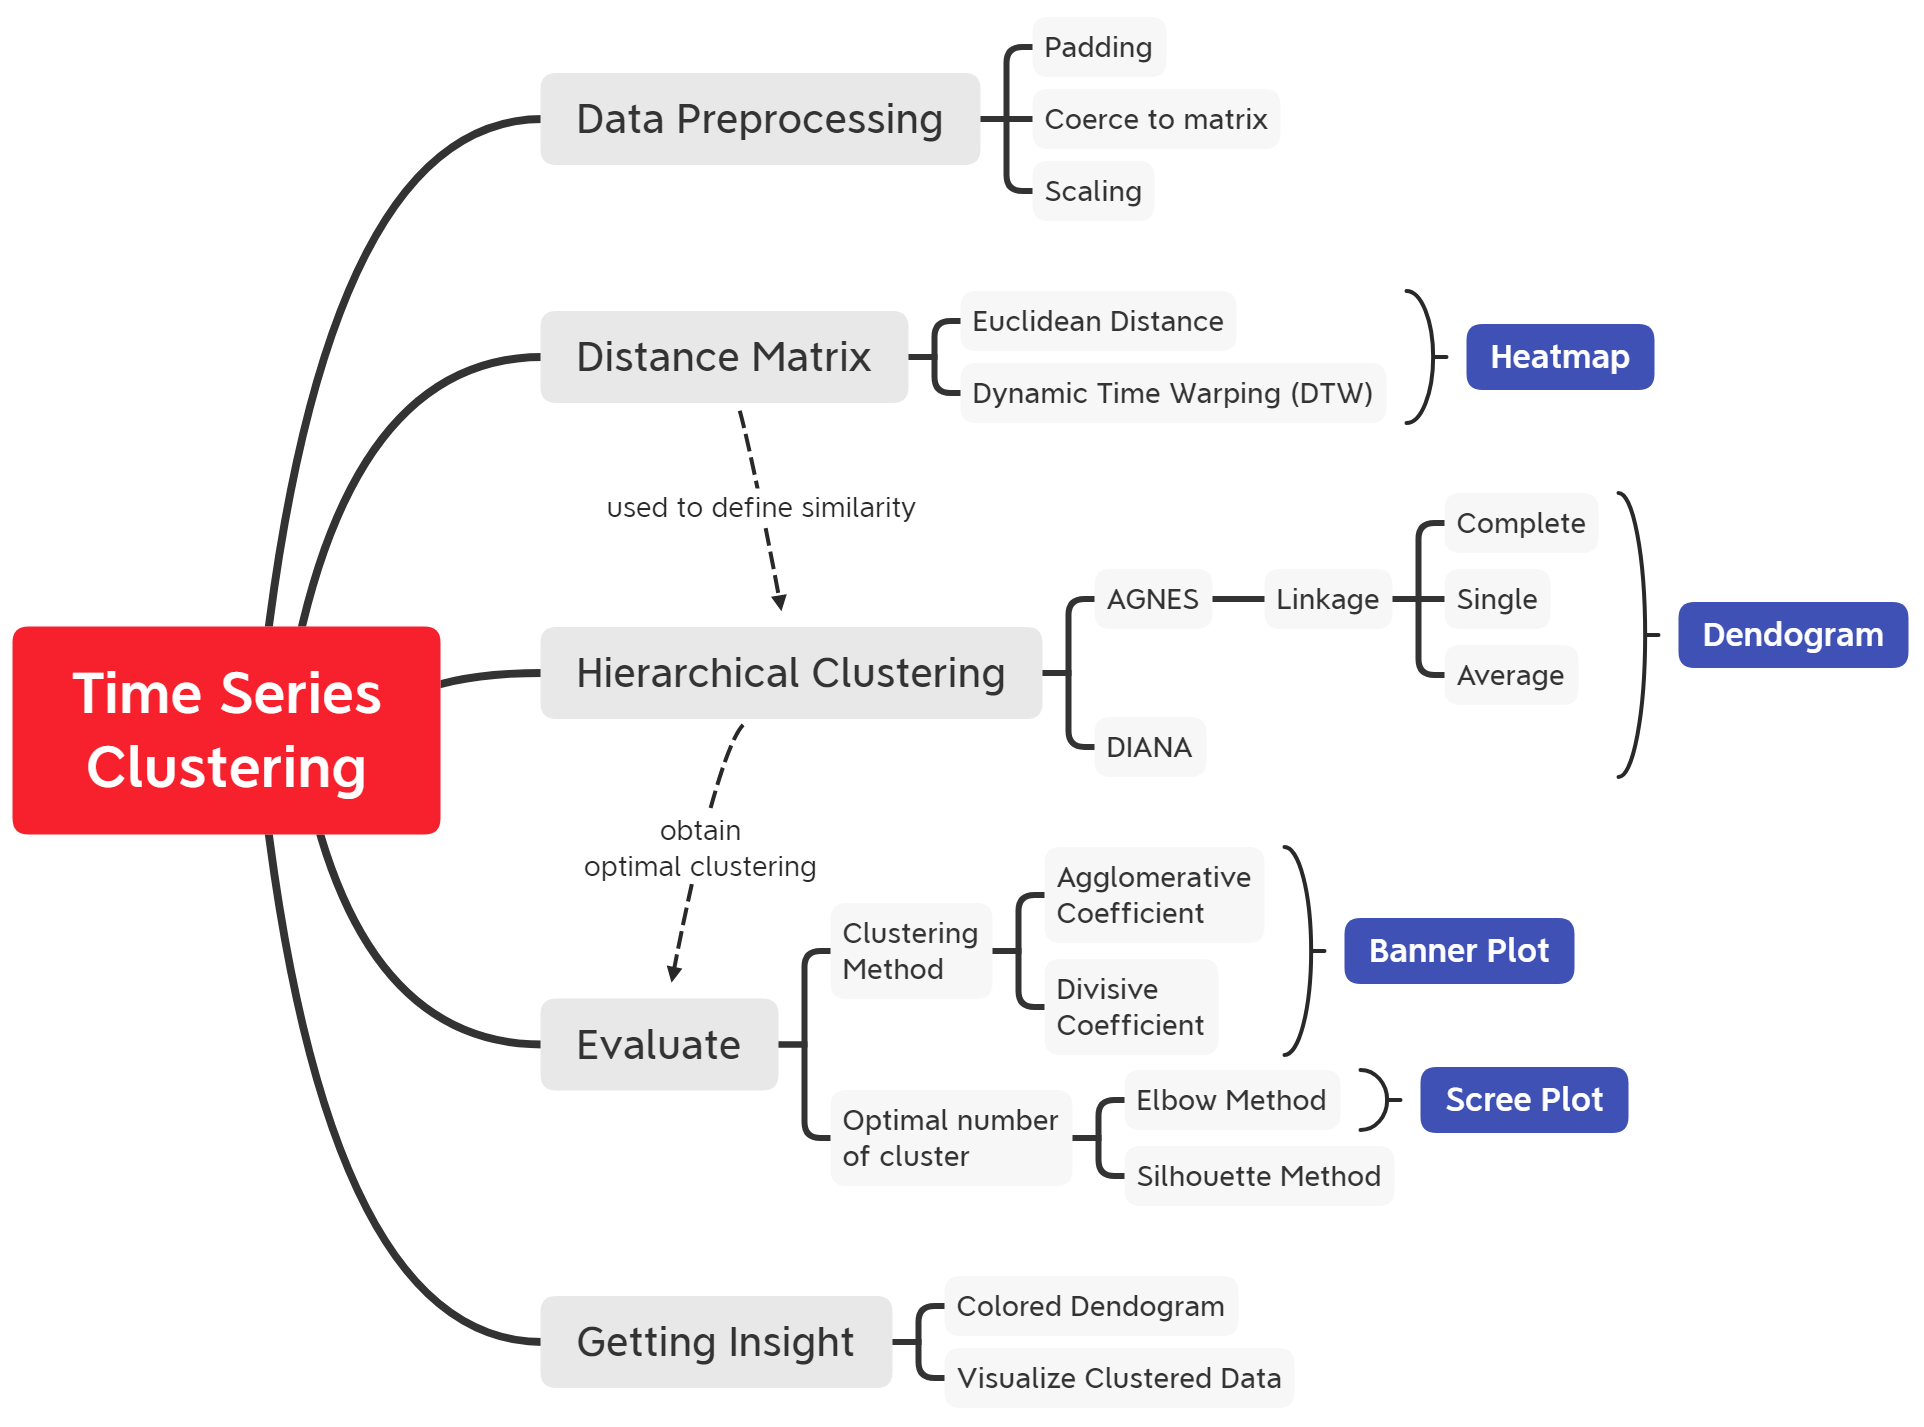 Time Series
Clustering
Data Preprocessing
Padding
Coerce to matrix
Scaling
Distance Matrix
Euclidean Distance
Dynamic Time Warping (DTW)
Heatmap
used to define similarity
Hierarchical Clustering
AGNES
Linkage
Complete
Single
Average
DIANA
Dendogram
obtain
optimal clustering
Evaluate
Clustering
Method
Agglomerative
Coefficient
Divisive
Coefficient
Banner Plot
Optimal number
of cluster
Elbow Method
Scree Plot
Silhouette Method
Getting Insight
Colored Dendogram
Visualize Clustered Data